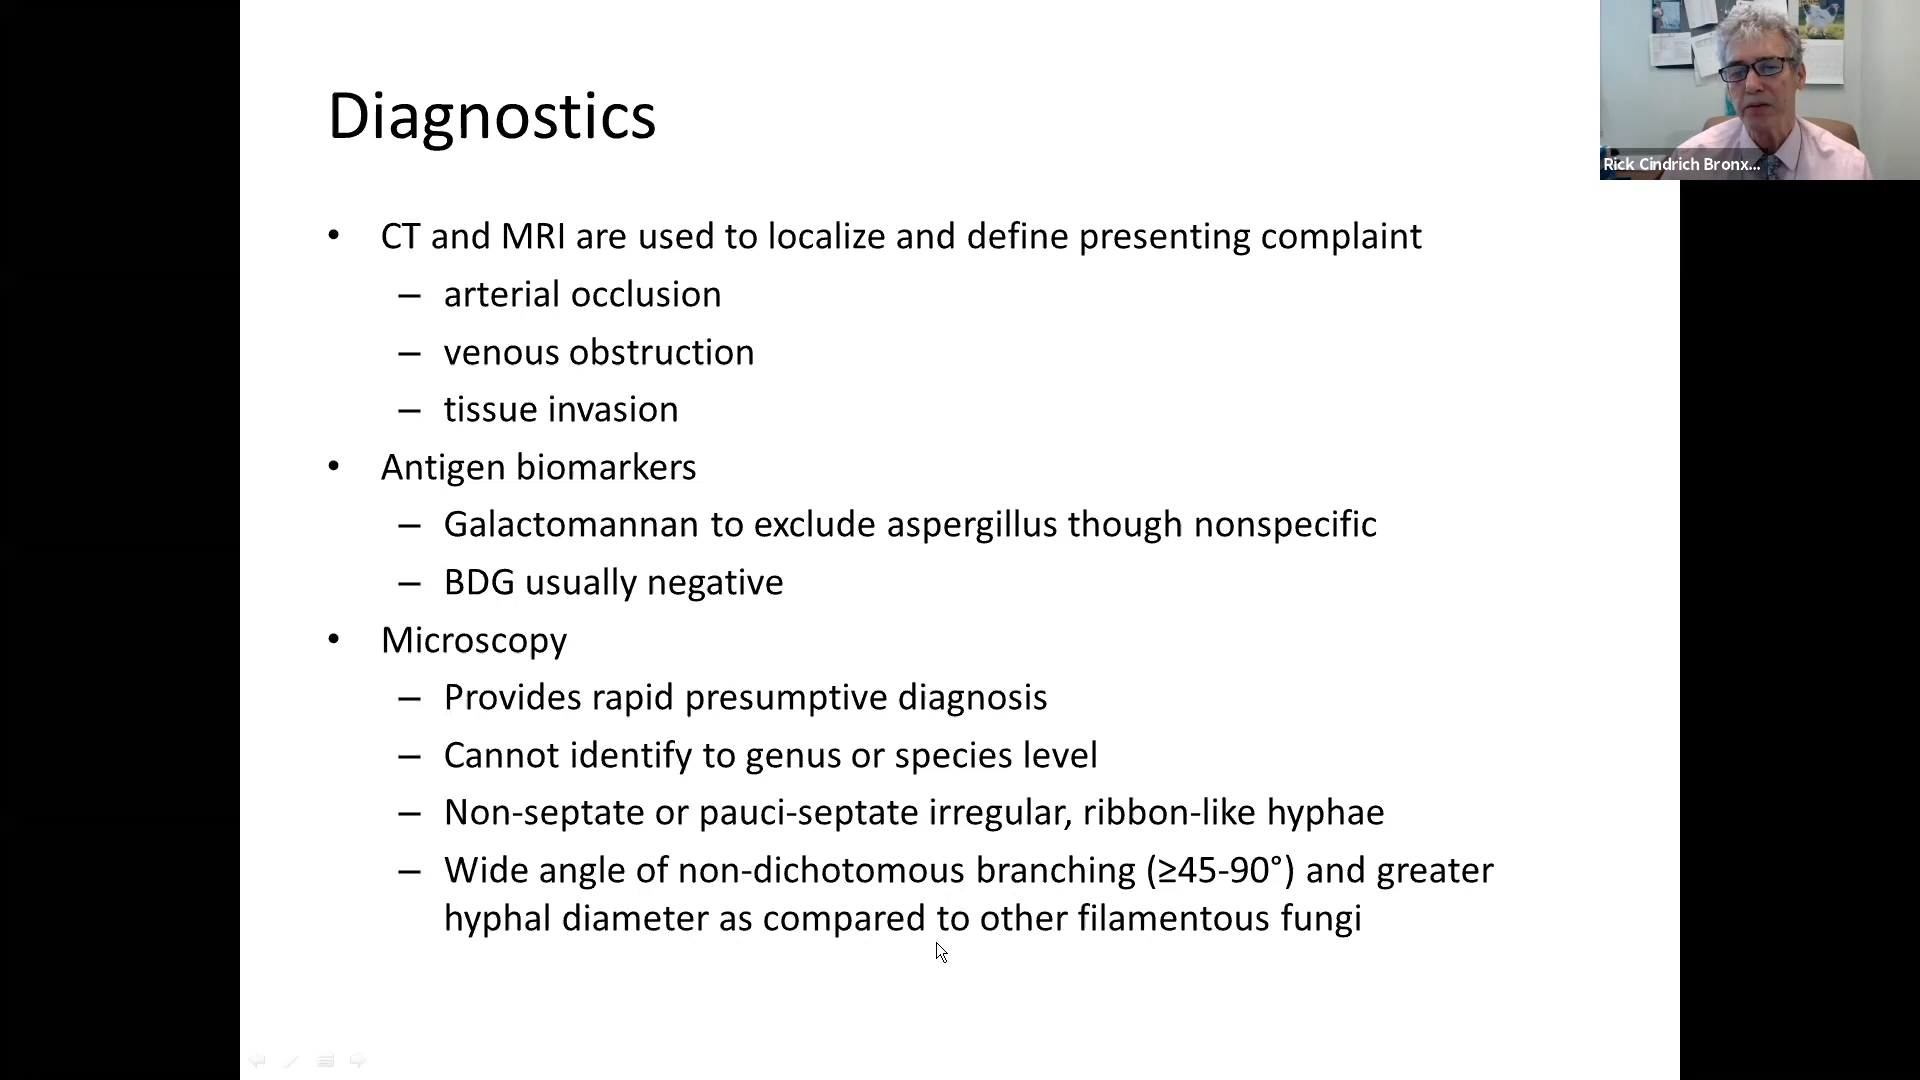 Diagnostics
Rick Cindrich Bronx...
• CT and MRI are used to localize and define presenting complaint
– arterial occlusion
– venous obstruction
– tissue invasion
• Antigen biomarkers
– Galactomannan to exclude aspergillus though nonspecific
– BDG usually negative
• Microscopy
– Provides rapid presumptive diagnosis
– Cannot identify to genus or species level
– Non-septate or pauci-septate irregular, ribbon-like hyphae
– Wide angle of non-dichotomous branching (≥45-90°) and greater
hyphal diameter as compared to other filamentous fungi